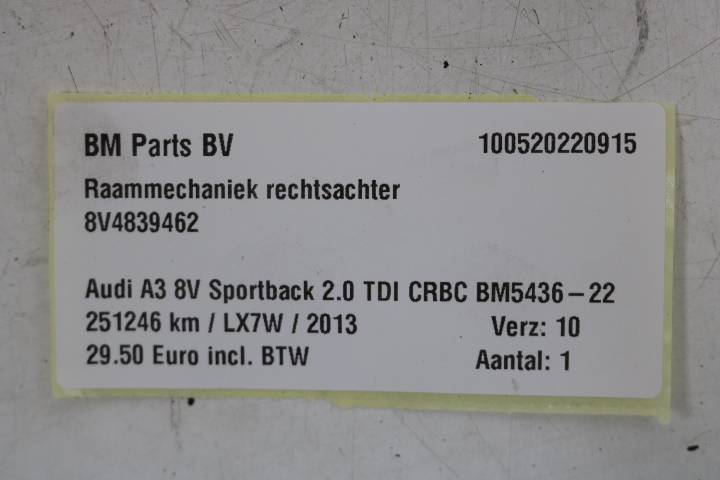 BM Parts BV 100520220915
Raammechaniek rechtsachter
8V4839462
Audi A3 8V Sportback 2.0 TDI CRBC BM5436-22
251246 km / LX7W / 2013 Verz: 10
29.50 Euro incl. BTW Aantal: 1